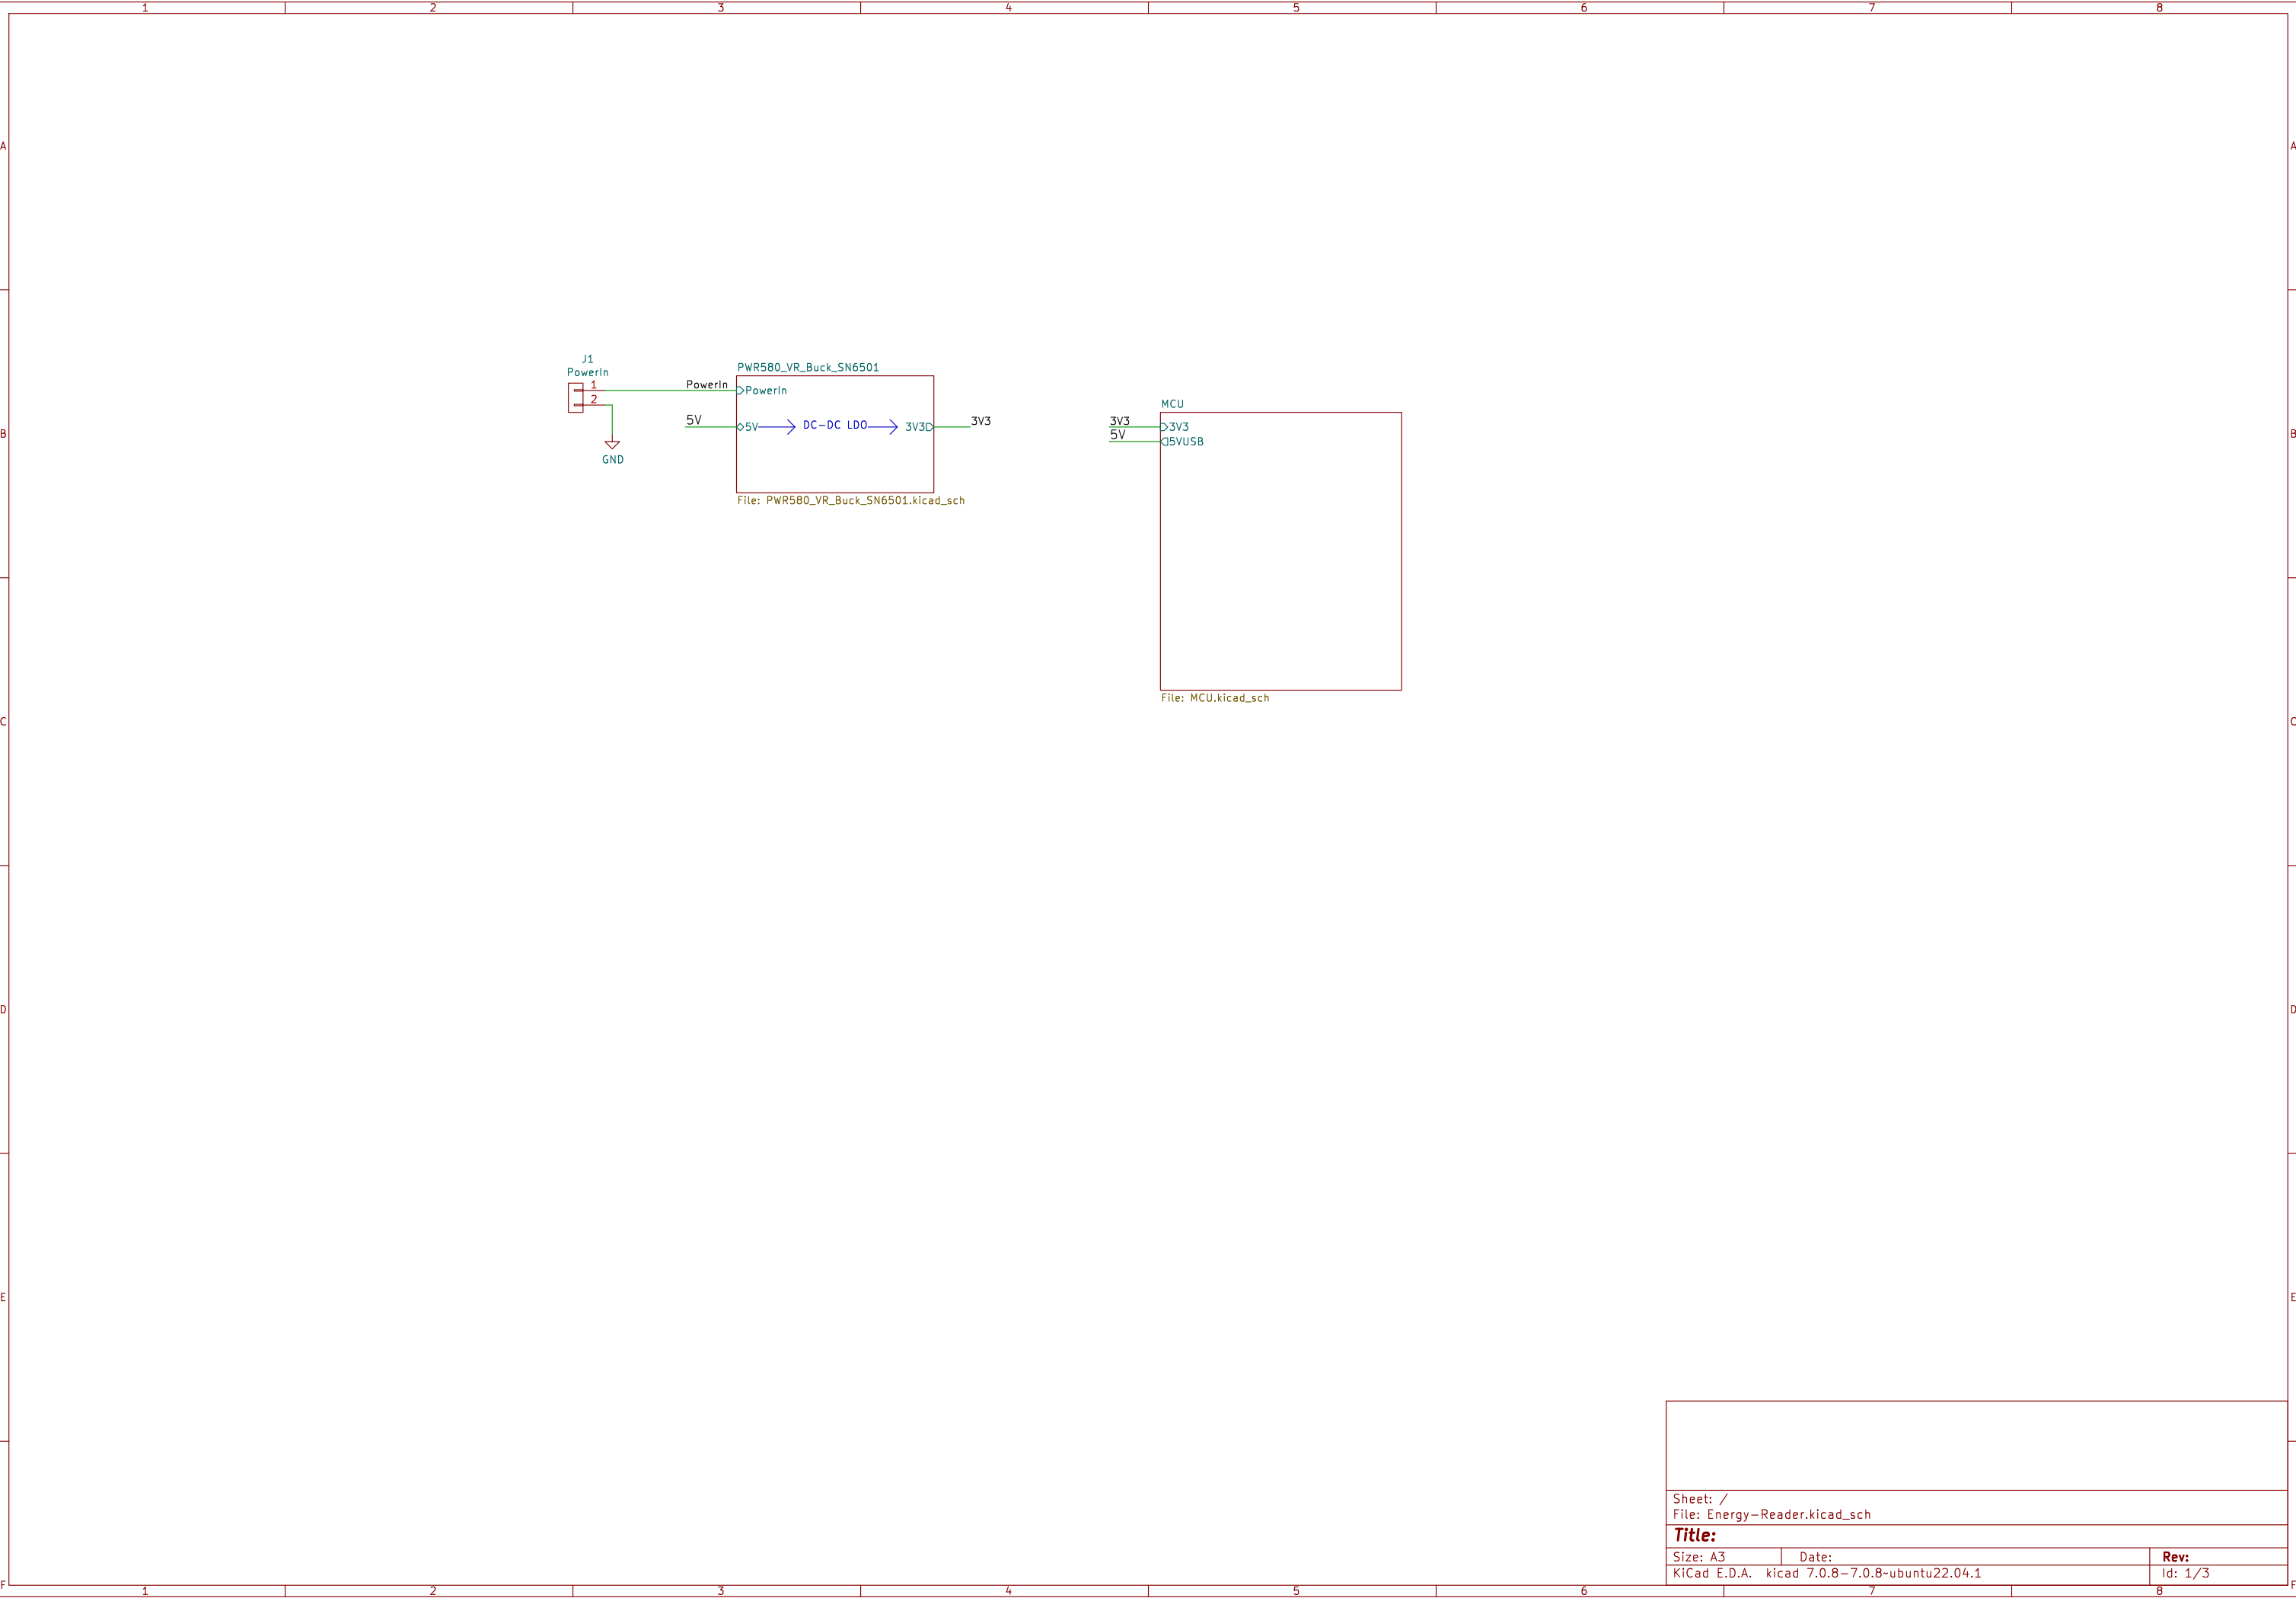 1 2 3 4 5 6 7 8
A A
J1
PowerIn
PWR580_VR_Buck_SN6501
1 PowerIn PowerIn
2
5V 5V DC-DC LDO 3V3 3V3
GND
File: PWR580_VR_Buck_SN6501.kicad_sch
MCU
3V3 3V3
5V 5VUSB
File: MCU.kicad_sch
B B
C C
D D
E E
Sheet: /
File: Energy-Reader.kicad_sch
Title:
Size: A3 Date: Rev:
KiCad E.D.A. kicad 7.0.8-7.0.8~ubuntu22.04.1 Id: 1/3
F F
1 2 3 4 5 6 7 8